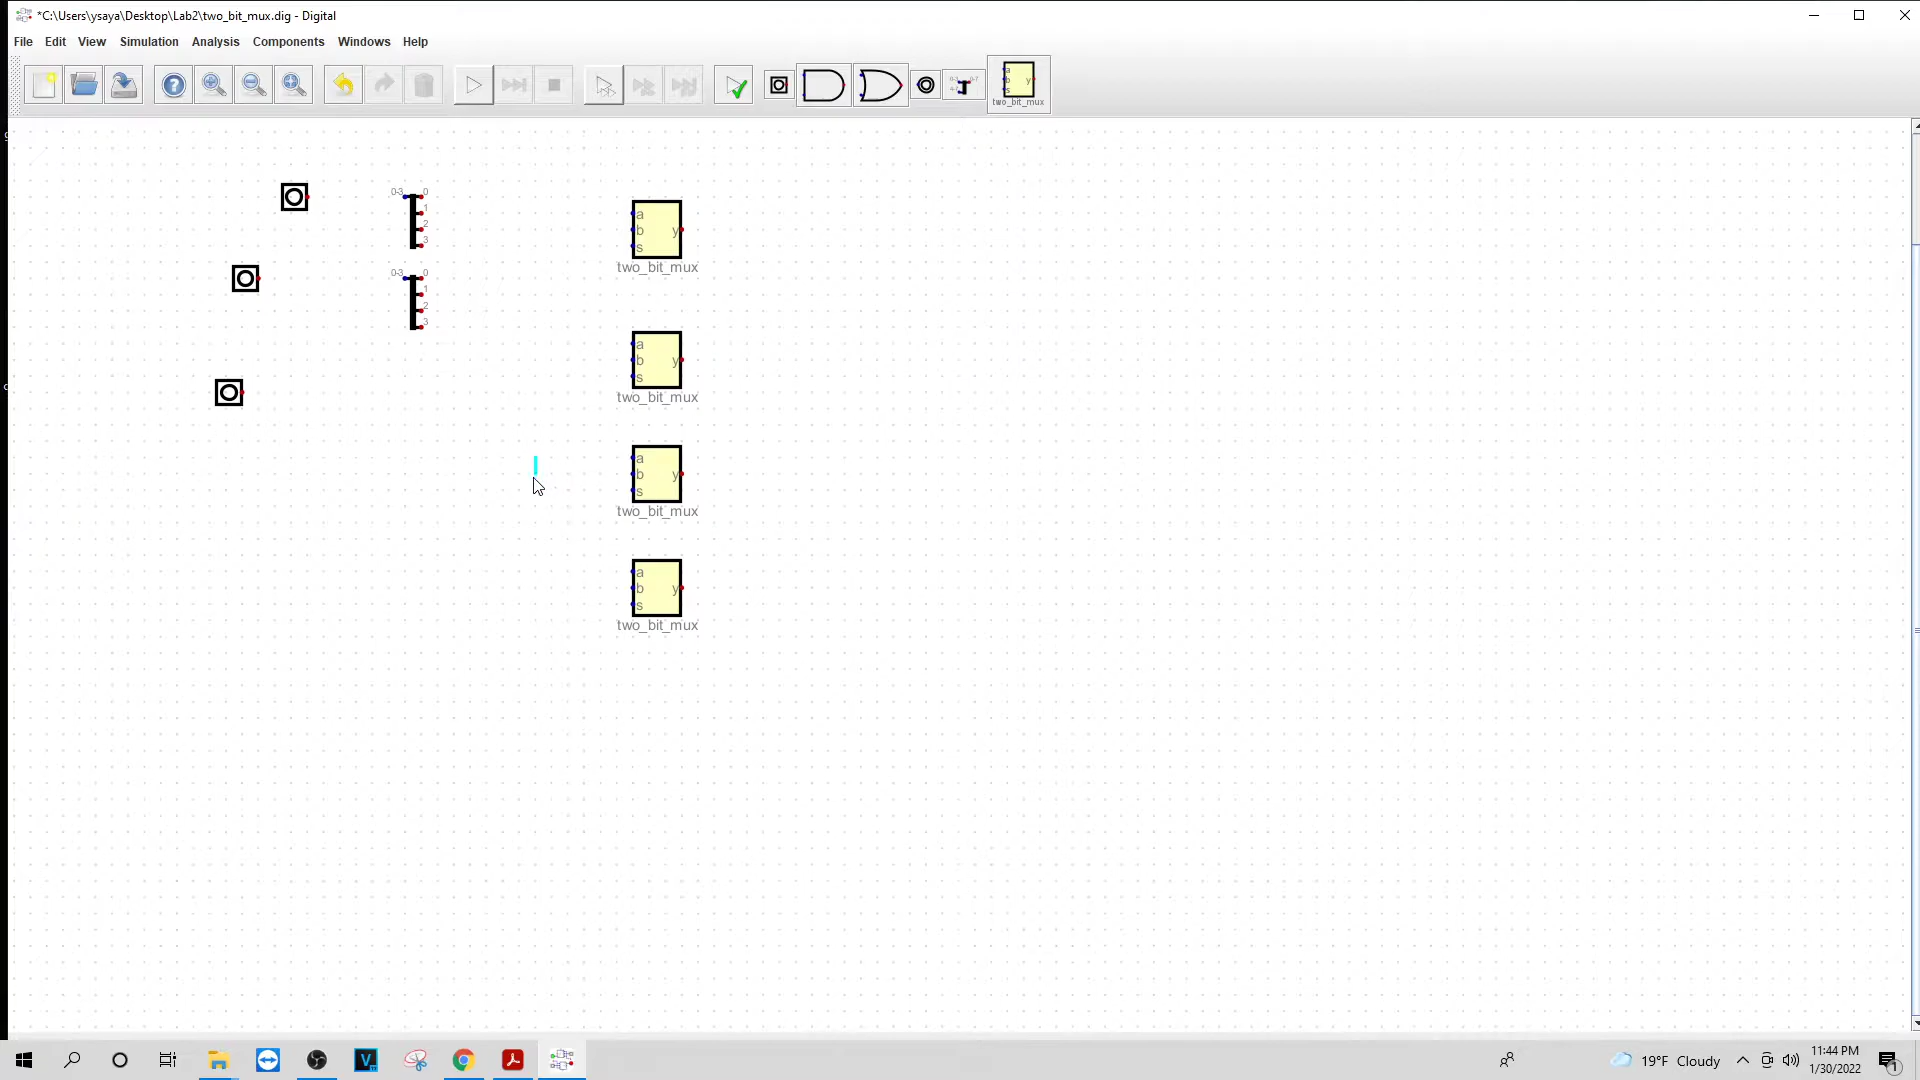 *C:\Users\ysaya\Desktop\Lab2\two_bit_mux.dig - Digital
File Edit View Simulation Analysis Components Windows Help
a
b y
s
two_bit_mux
0-3 0
1
2
3
0-3 0
1
2
3
a
b y
s
two_bit_mux
a
b y
s
two_bit_mux
a
b y
s
two_bit_mux
a
b y
s
two_bit_mux
19°F Cloudy
11:44 PM
1/30/2022
1